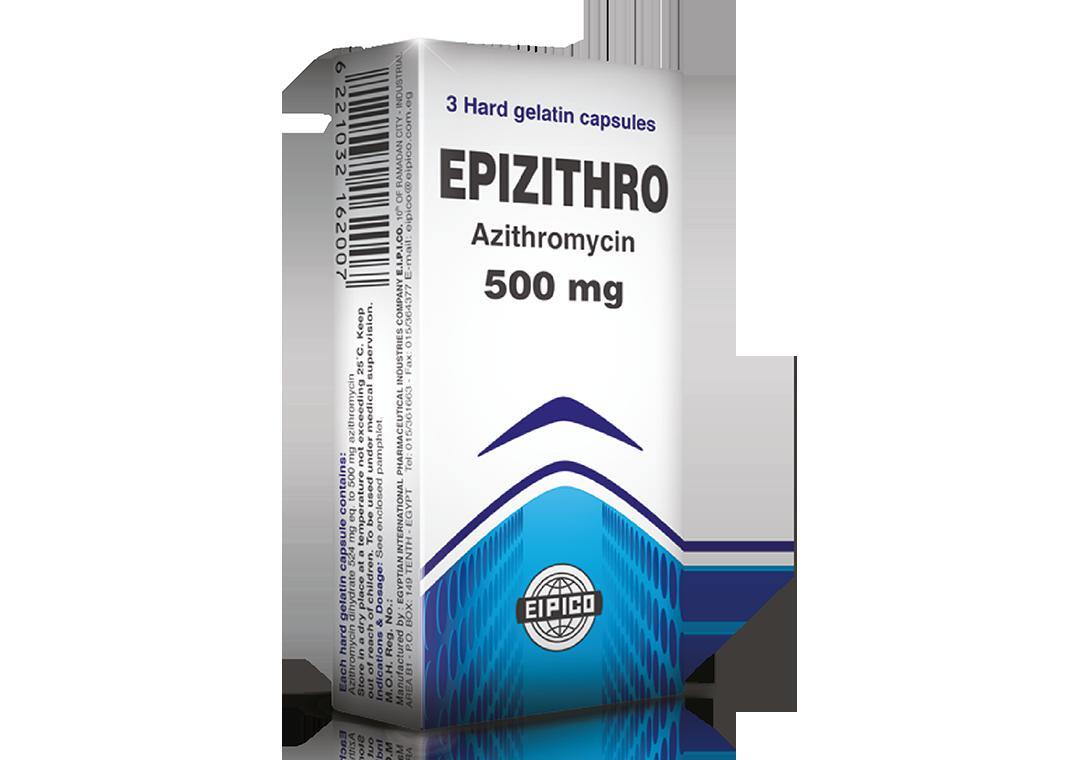 3 Hard gelatin capsules
EPIZITHRO
Azithromycin
500 mg
EIPICO
6 221032 162007
Each hard gelatin capsule contains:
Azithromycin dihydrate 524 mg eq. to 500 mg azithromycin
Store in a dry place at a temperature not exceeding 25°C. Keep
out of reach of children. To be used under medical supervision.
Indications & Dosage: See enclosed pamphlet.
M.O.H. Reg. No.:
Manufactured by : EGYPTIAN INTERNATIONAL PHARMACEUTICAL INDUSTRIES COMPANY E.I.P.I.CO. 10th OF RAMADAN CITY - INDUSTRIAL
AREA B1 - P.O. BOX: 149 TENTH - EGYPT Tel: 015/361663 - Fax: 015/364377 E-mail: eipico@eipico.com.eg